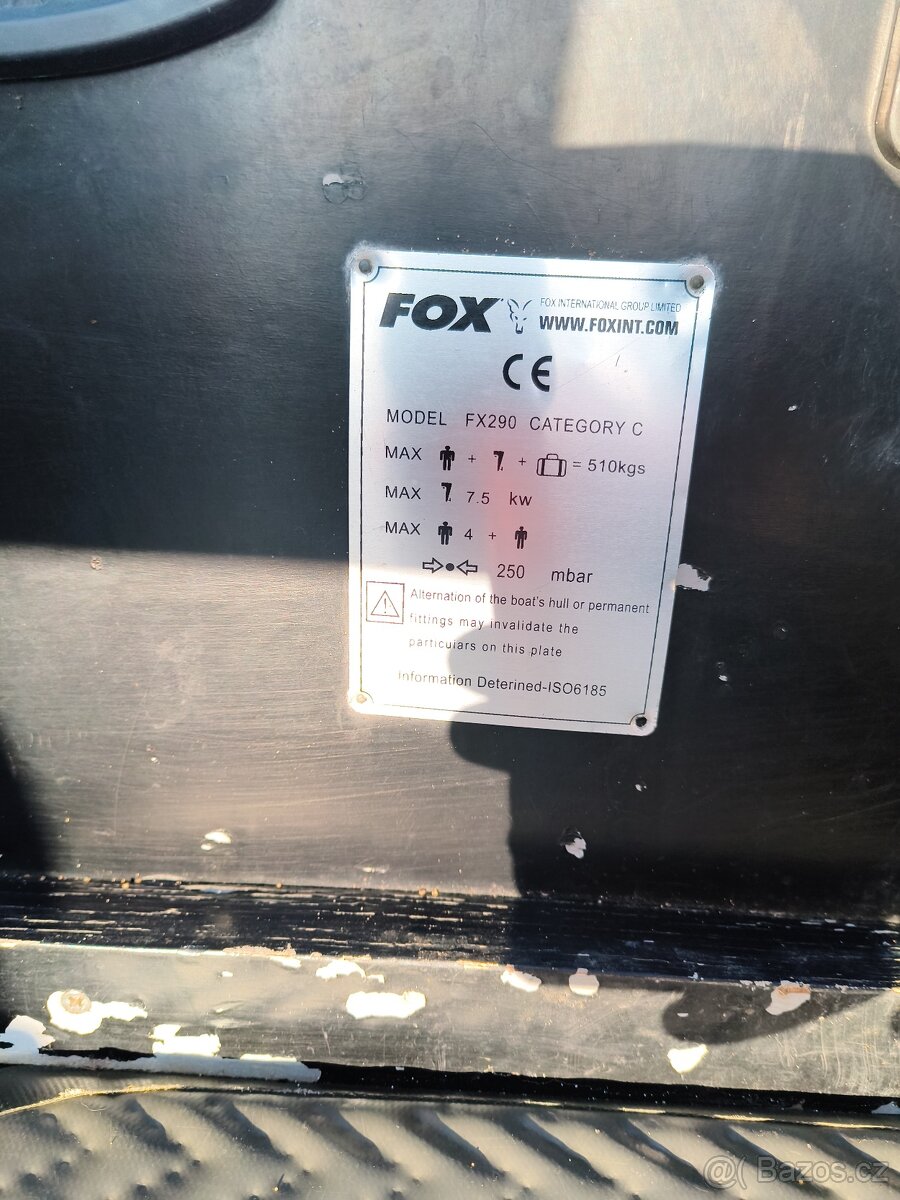 FOX FOX INTERNATIONAL GROUP LIMITED
WWW.FOXINT.COM
CE
MODEL FX290 CATEGORY C
MAX + + = 510kgs
MAX 7.5 kw
MAX 4 +
250 mbar
Alternation of the boat's hull or permanent
fittings may invalidate the
particuiars on this plate
Information Deterined-ISO6185
@( Bazos.cz